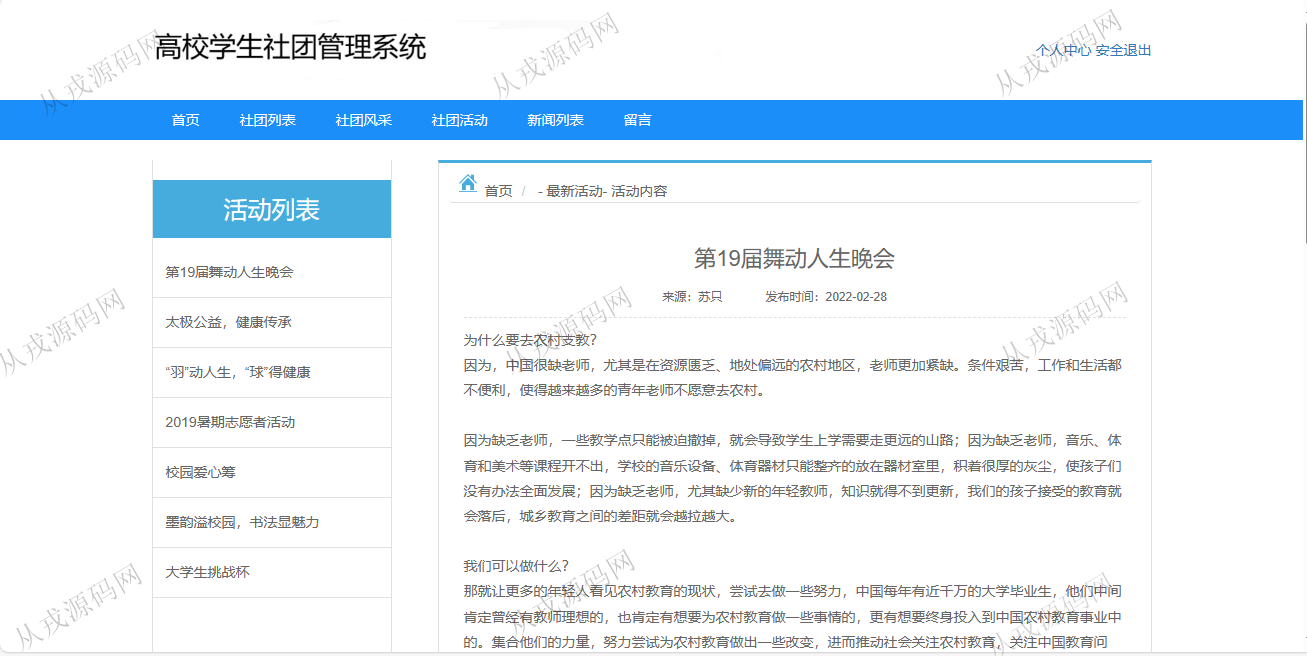 高校学生社团管理系统
个人中心 安全退出
首页 社团列表 社团风采 社团活动 新闻列表 留言
活动列表
第19届舞动人生晚会
太极公益，健康传承
“羽”动人生，“球”得健康
2019暑期志愿者活动
校园爱心筹
墨韵溢校园，书法显魅力
大学生挑战杯
首页 / - 最新活动- 活动内容
第19届舞动人生晚会
来源：苏只 发布时间：2022-02-28
为什么要去农村支教？
因为，中国很缺老师，尤其是在资源匮乏、地处偏远的农村地区，老师更加紧缺。条件艰苦，工作和生活都
不便利，使得越来越多的青年老师不愿意去农村。
因为缺乏老师，一些教学点只能被迫撤掉，就会导致学生上学需要走更远的山路；因为缺乏老师，音乐、体
育和美术等课程开不出，学校的音乐设备、体育器材只能整齐的放在器材室里，积着很厚的灰尘，使孩子们
没有办法全面发展；因为缺乏老师，尤其缺少新的年轻教师，知识就得不到更新，我们的孩子接受的教育就
会落后，城乡教育之间的差距就会越拉越大。
我们可以做什么？
那就让更多的年轻人看见农村教育的现状，尝试去做一些努力，中国每年有近千万的大学毕业生，他们中间
肯定曾经有教师理想的，也肯定有想要为农村教育做一些事情的，更有想要终身投入到中国农村教育事业中
的。集合他们的力量，努力尝试为农村教育做出一些改变，进而推动社会关注农村教育，关注中国教育问
从戎源码网
从戎源码网
从戎源码网
从戎源码网
从戎源码网
从戎源码网
从戎源码网
从戎源码网
从戎源码网